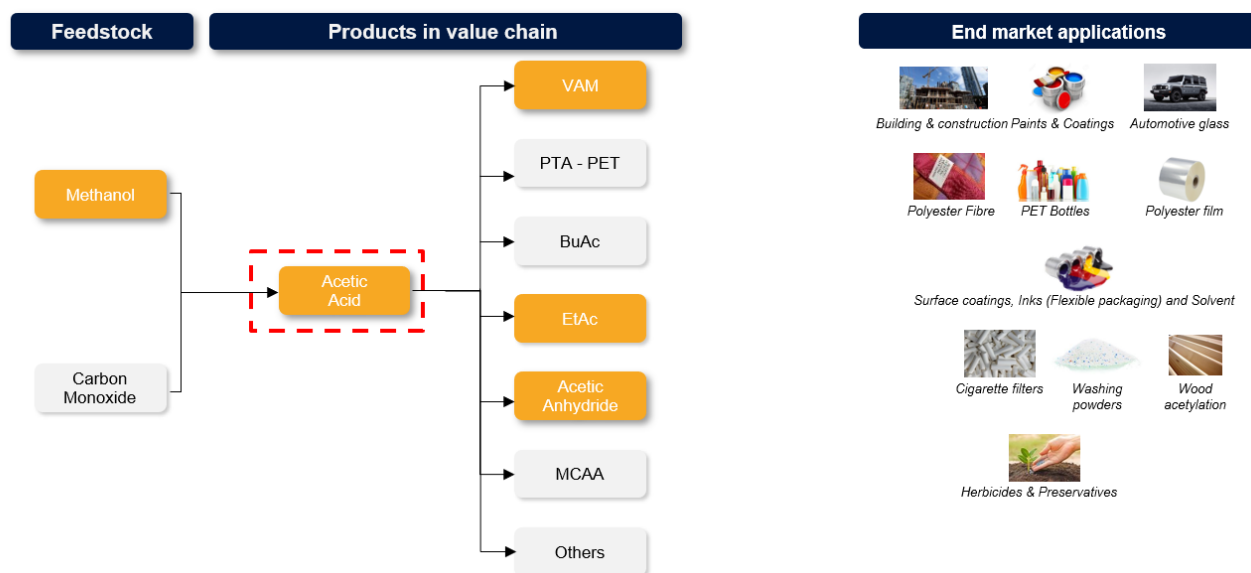 Feedstock
Products in value chain
End market applications
VAM
Building & construction
Paints & Coatings
Automotive glass
PTA - PET
Methanol
Polyester Fibre
PET Bottles
Polyester film
BuAc
Acetic
Acid
Surface coatings, Inks (Flexible packaging) and Solvent
EtAc
Carbon
Monoxide
Acetic
Anhydride
Cigarette filters
Washing
powders
Wood
acetylation
MCAA
Herbicides & Preservatives
Others